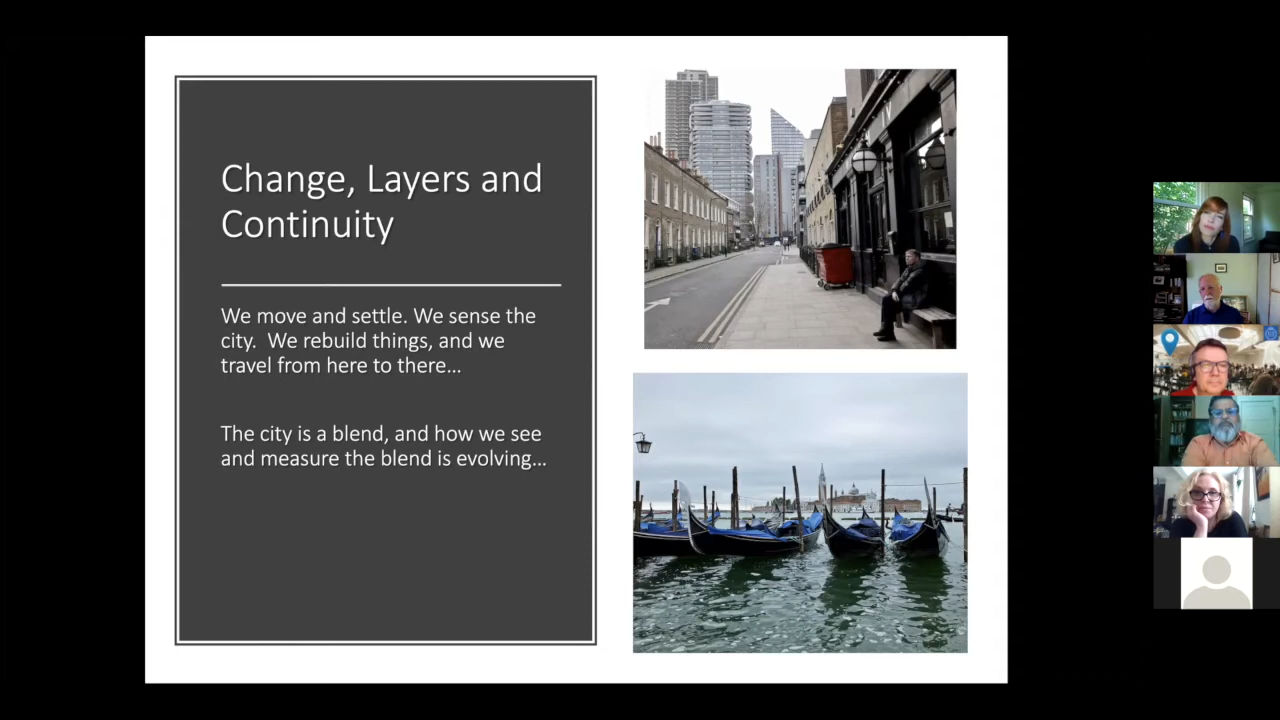 Change, Layers and
Continuity
We move and settle. We sense the
city.  We rebuild things, and we
travel from here to there...
The city is a blend, and how we see
and measure the blend is evolving...